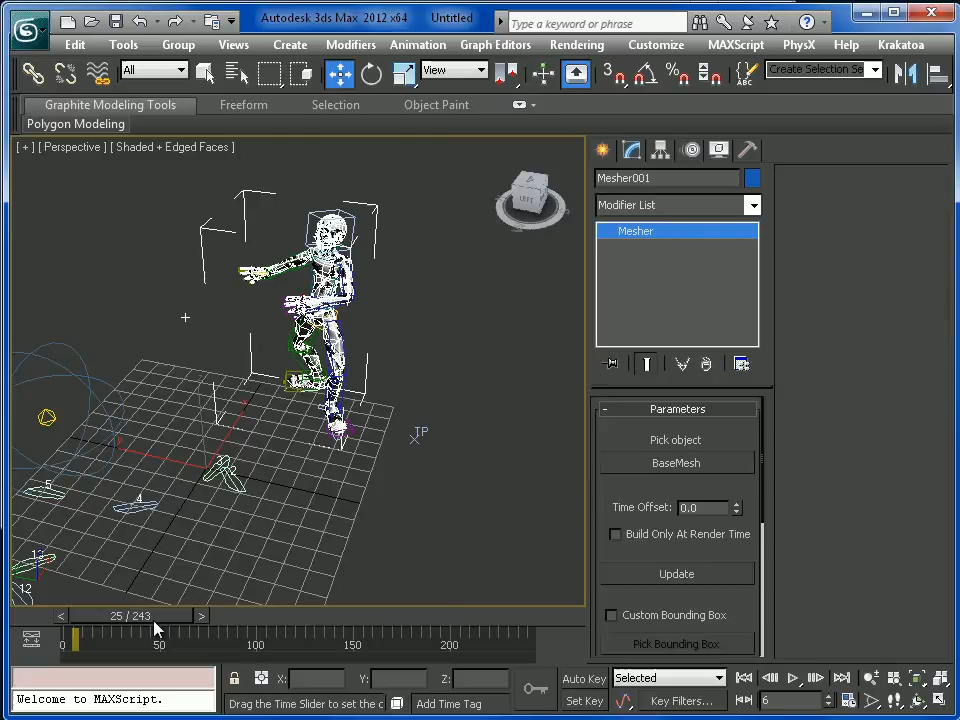 Autodesk 3ds Max 2012 x64 Untitled Type a keyword or phrase
Edit Tools Group Views Create Modifiers Animation Graph Editors Rendering Customize MAXScript PhysX Help Krakatoa
All View 3 % ABC Create Selection Se
Graphite Modeling Tools Freeform Selection Object Paint
Polygon Modeling
[ + ] [ Perspective ] [ Shaded + Edged Faces ]
LEFT
Mesher001
Modifier List
Mesher
- Parameters
Pick object
BaseMesh
Time Offset: 0.0
Build Only At Render Time
Update
Custom Bounding Box
Pick Bounding Box
TP
5
4
12
< 25 / 243 >
0 50 100 150 200
X: Y: Z: Auto Key Selected
Welcome to MAXScript. Drag the Time Slider to set the c Add Time Tag Set Key Key Filters... 6